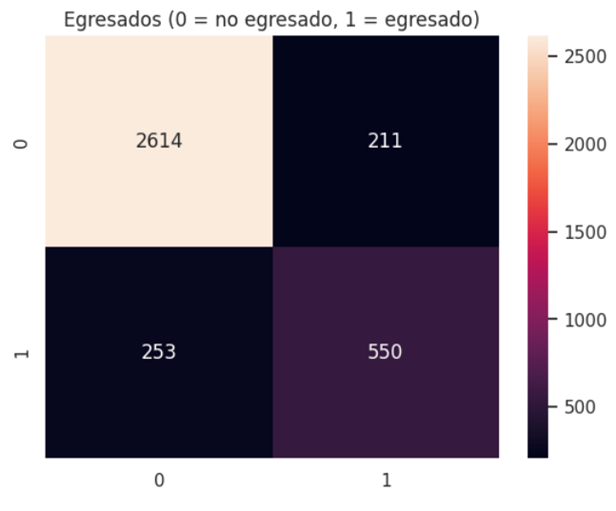 Egresados (0 = no egresado, 1 = egresado)
2500
0 2614 211
2000
1500
1000
1 253 550
500
0 1